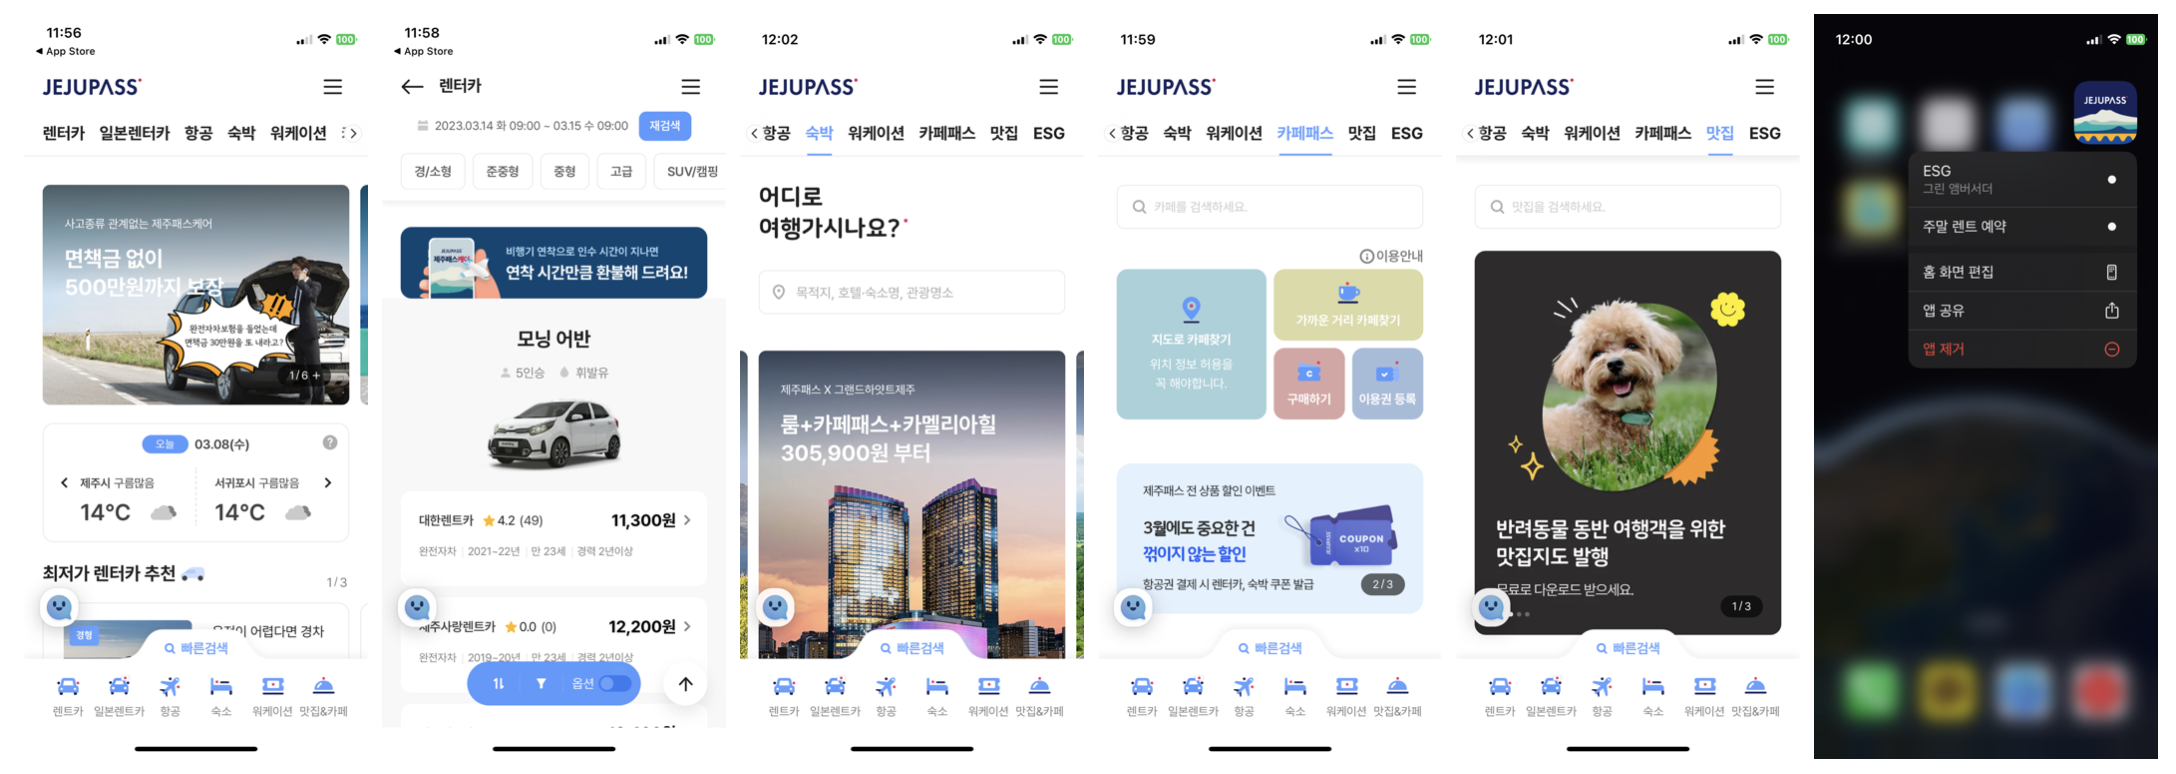 11:56
◀ App Store
100
JEJUPASS
렌터카 일본렌터카 항공 숙박 워케이션
사고종류 관계없는 제주패스케어
면책금 없이
500만원까지 보장
완전자차보험을 들었는데
면책금 30만원을 또 내라고?
1/6 +
오늘 03.08(수)
제주시 구름많음 서귀포시 구름많음
14°C 14°C
최저가 렌터카 추천
1/3
경형
운전이 어렵다면 경차
빠른검색
렌트카 일본렌트카 항공 숙소 워케이션 맛집&카페
11:58
◀ App Store
100
렌터카
2023.03.14 화 09:00 ~ 03.15 수 09:00 재검색
경/소형 준중형 중형 고급 SUV/캠핑
JEJUPASS
제주패스케어
비행기 연착으로 인수 시간이 지나면
연착 시간만큼 환불해 드려요!
모닝 어반
5인승 휘발유
대한렌트카 4.2 (49) 11,300원
완전자차 2021~22년 만 23세 경력 2년이상
제주사랑렌트카 0.0 (0) 12,200원
완전자차 2019~20년 만 23세 경력 2년이상
옵션
12:02
100
JEJUPASS
항공 숙박 워케이션 카페패스 맛집 ESG
어디로
여행가시나요?
목적지, 호텔·숙소명, 관광명소
제주패스 X 그랜드하얏트제주
룸+카페패스+카멜리아힐
305,900원 부터
빠른검색
렌트카 일본렌트카 항공 숙소 워케이션 맛집&카페
11:59
100
JEJUPASS
항공 숙박 워케이션 카페패스 맛집 ESG
카페를 검색하세요.
이용안내
지도로 카페찾기
위치 정보 허용을
꼭 해야합니다.
가까운 거리 카페찾기
구매하기
이용권 등록
제주패스 전 상품 할인 이벤트
3월에도 중요한 건
꺾이지 않는 할인
항공권 결제 시 렌터카, 숙박 쿠폰 발급
JEJUPASS
COUPON
x10
2/3
빠른검색
렌트카 일본렌트카 항공 숙소 워케이션 맛집&카페
12:01
100
JEJUPASS
항공 숙박 워케이션 카페패스 맛집 ESG
맛집을 검색하세요.
반려동물 동반 여행객을 위한
맛집지도 발행
무료로 다운로드 받으세요.
1/3
빠른검색
렌트카 일본렌트카 항공 숙소 워케이션 맛집&카페
12:00
100
JEJUPASS
ESG
그린 앰버서더
주말 렌트 예약
홈 화면 편집
앱 공유
앱 제거